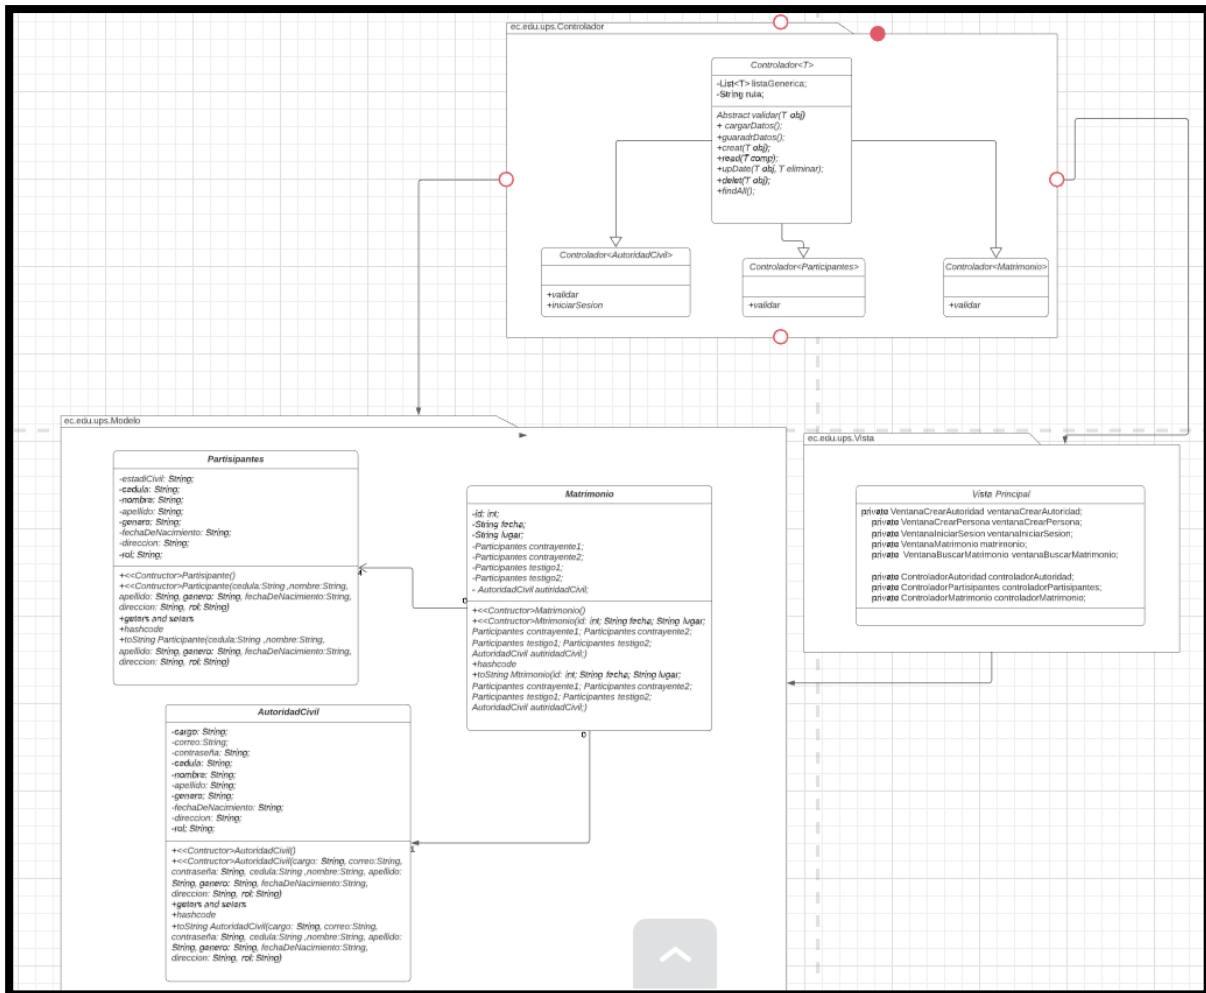 ec.edu.ups.Controlador
Controlador<T>
-List<T> listaGenerica;
-String ruta;
Abstract validar(T obj)
+ cargarDatos();
+guaradrDatos();
+creat(T obj);
+read(T comp);
+upDate(T obj, T eliminar);
+delet(T obj);
+findAll();
Controlador<AutoridadCivil>
+validar
+iniciarSesion
Controlador<Participantes>
+validar
Controlador<Matrimonio>
+validar
ec.edu.ups.Modelo
Partisipantes
-estadiCivil: String;
-cedula: String;
-nombre: String;
-apellido: String;
-genero: String;
-fechaDeNacimiento: String;
-direccion: String;
-rol; String;
+<<Contructor>Partisipante()
+<<Contructor>Participante(cedula:String ,nombre:String,
apellido: String, genero: String, fechaDeNacimiento:String,
direccion: String, rol: String)
+geters and seters
+hashcode
+toString Participante(cedula:String ,nombre:String,
apellido: String, genero: String, fechaDeNacimiento:String,
direccion: String, rol: String)
Matrimonio
-id: int;
-String fecha;
-String lugar;
-Participantes contrayente1;
-Participantes contrayente2;
-Participantes testigo1;
-Participantes testigo2;
- AutoridadCivil autridadCivil;
+<<Contructor>Matrimonio()
+<<Contructor>Mtrimonio(id: int; String fecha; String lugar;
Participantes contrayente1; Participantes contrayente2;
Participantes testigo1; Participantes testigo2;
AutoridadCivil autiridadCivil;)
+hashcode
+toString Mtrimonio(id: int; String fecha; String lugar;
Participantes contrayente1; Participantes contrayente2;
Participantes testigo1; Participantes testigo2;
AutoridadCivil autiridadCivil;)
0
1
AutoridadCivil
-cargo: String;
-correo:String;
-contraseña: String;
-cedula: String;
-nombre: String;
-apellido: String;
-genero: String;
-fechaDeNacimiento: String;
-direccion: String;
-rol; String;
+<<Contructor>AutoridadCivil()
+<<Contructor>AutoridadCivil(cargo: String, correo:String,
contraseña: String, cedula:String ,nombre:String, apellido:
String, genero: String, fechaDeNacimiento:String,
direccion: String, rol: String)
+geters and seters
+hashcode
+toString AutoridadCivil(cargo: String, correo:String,
contraseña: String, cedula:String ,nombre:String, apellido:
String, genero: String, fechaDeNacimiento:String,
direccion: String, rol: String)
ec.edu.ups.Vista
Vista Principal
private VentanaCrearAutoridad ventanaCrearAutoridad;
private VentanaCrearPersona ventanaCrearPersona;
private VentanaIniciarSesion ventanaIniciarSesion;
private VentanaMatrimonio matrimonio;
private VentanaBuscarMatrimonio ventanaBuscarMatrimonio;
private ControladorAutoridad controladorAutoridad;
private ControladorPartisipantes controladorPartisipantes;
private ControladorMatrimonio controladorMatrimonio;